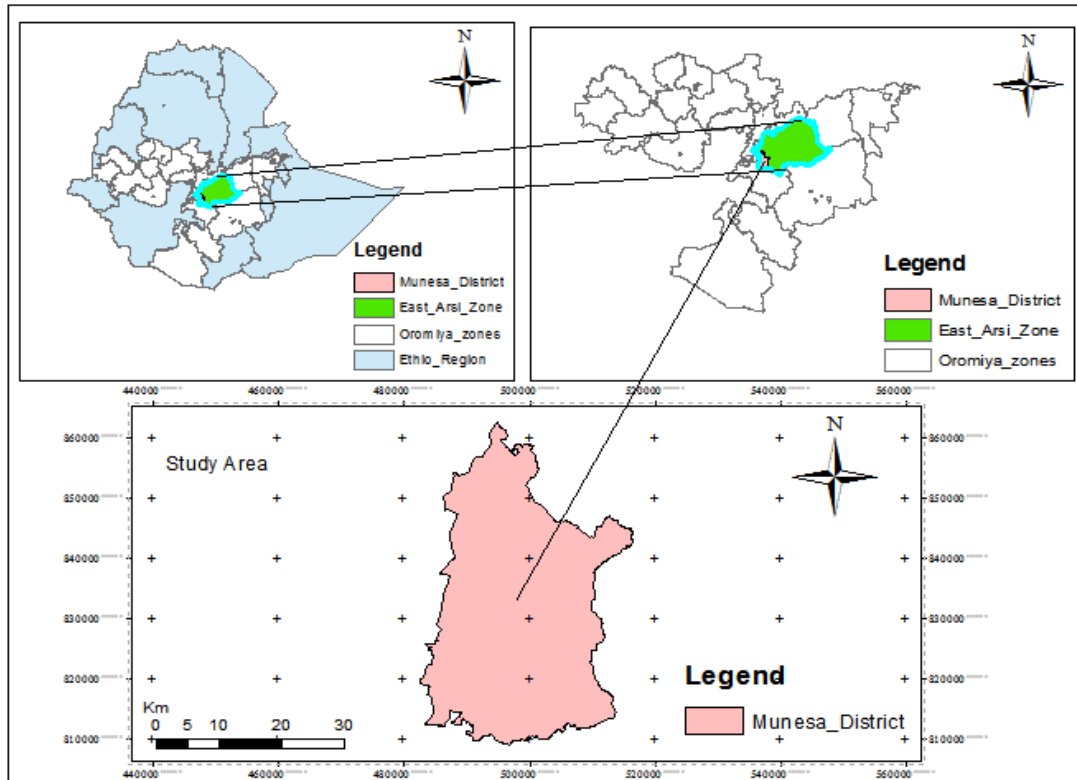 N
Legend
Munesa_District
East_Arsi_Zone
Oromiya_zones
Ethio_Region
N
Legend
Munesa_District
East_Arsi_Zone
Oromiya_zones
440000 460000 480000 500000 520000 540000 560000
Study Area
N
860000 860000
850000 850000
840000 840000
830000 830000
820000 820000
810000 810000
Legend
Munesa_District
Km
0 5 10 20 30
440000 460000 480000 500000 520000 540000 560000